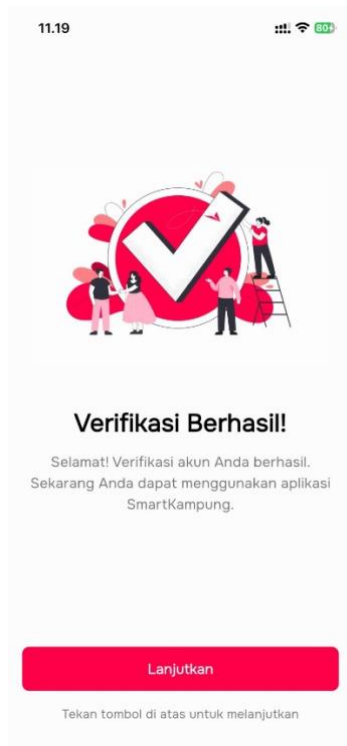 11.19
80
Verifikasi Berhasil!
Selamat! Verifikasi akun Anda berhasil.
Sekarang Anda dapat menggunakan aplikasi
SmartKampung.
Lanjutkan
Tekan tombol di atas untuk melanjutkan